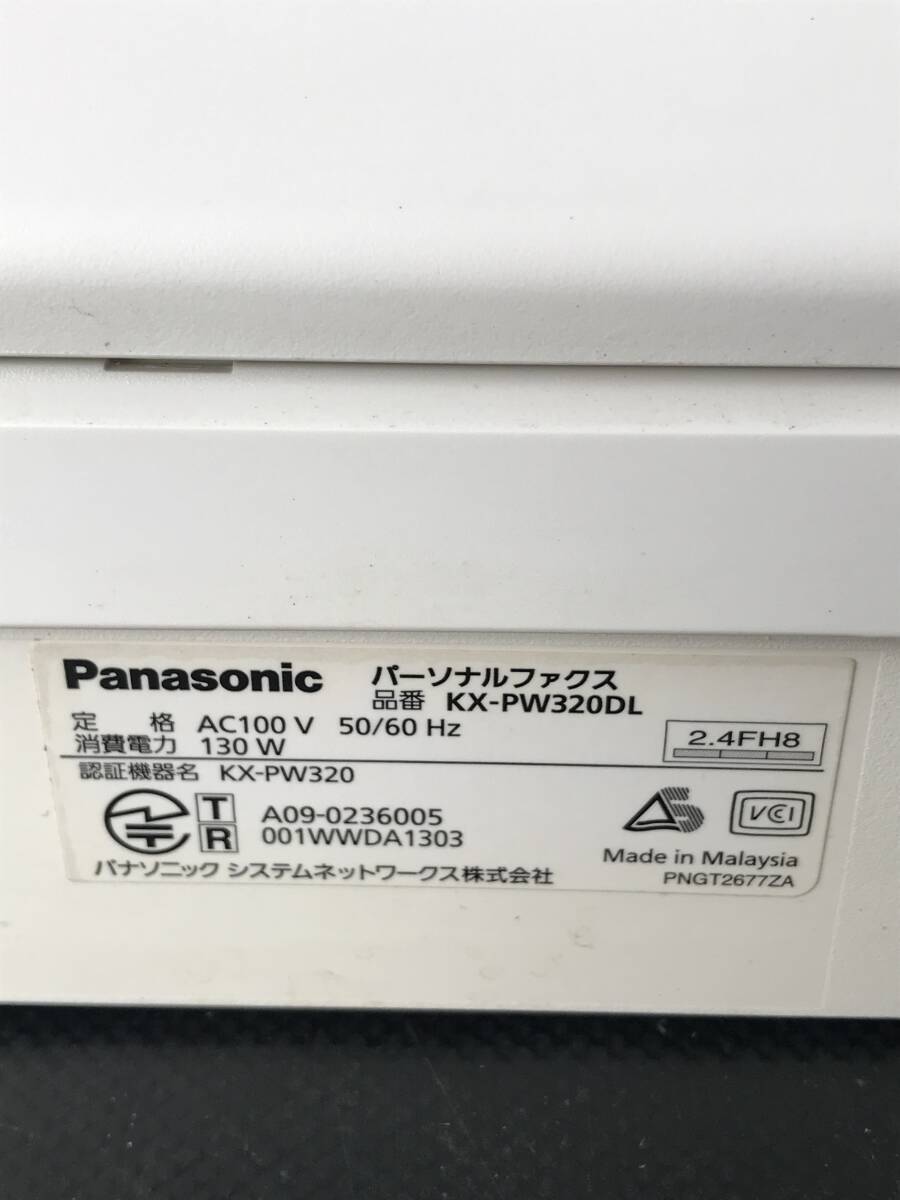 Panasonic パーソナルファクス
品番 KX-PW320DL
定 格 AC100 V 50/60 Hz
消費電力 130 W
2.4FH8
認証機器名 KX-PW320
T A09-0236005
R 001WWDA1303
VCI
Made in Malaysia
パナソニック システムネットワークス株式会社
PNGT2677ZA